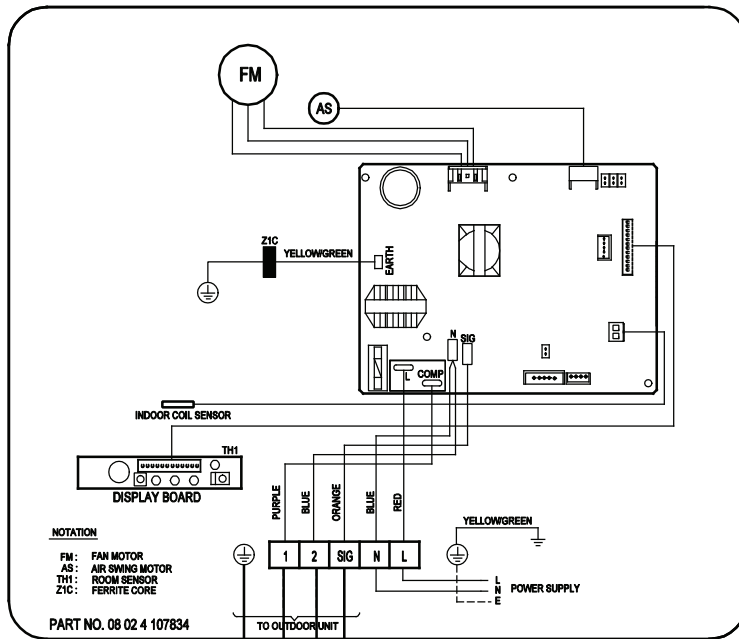 FM
AS
Z1C
YELLOW/GREEN
EARTH
N
SIG
L
COMP
INDOOR COIL SENSOR
TH1
DISPLAY BOARD
PURPLE
BLUE
ORANGE
BLUE
RED
NOTATION
FM : FAN MOTOR
AS : AIR SWING MOTOR
TH1 : ROOM SENSOR
Z1C : FERRITE CORE
1 2 SIG N L
YELLOW/GREEN
L
N
E
POWER SUPPLY
PART NO. 08 02 4 107834
TO OUTDOOR UNIT